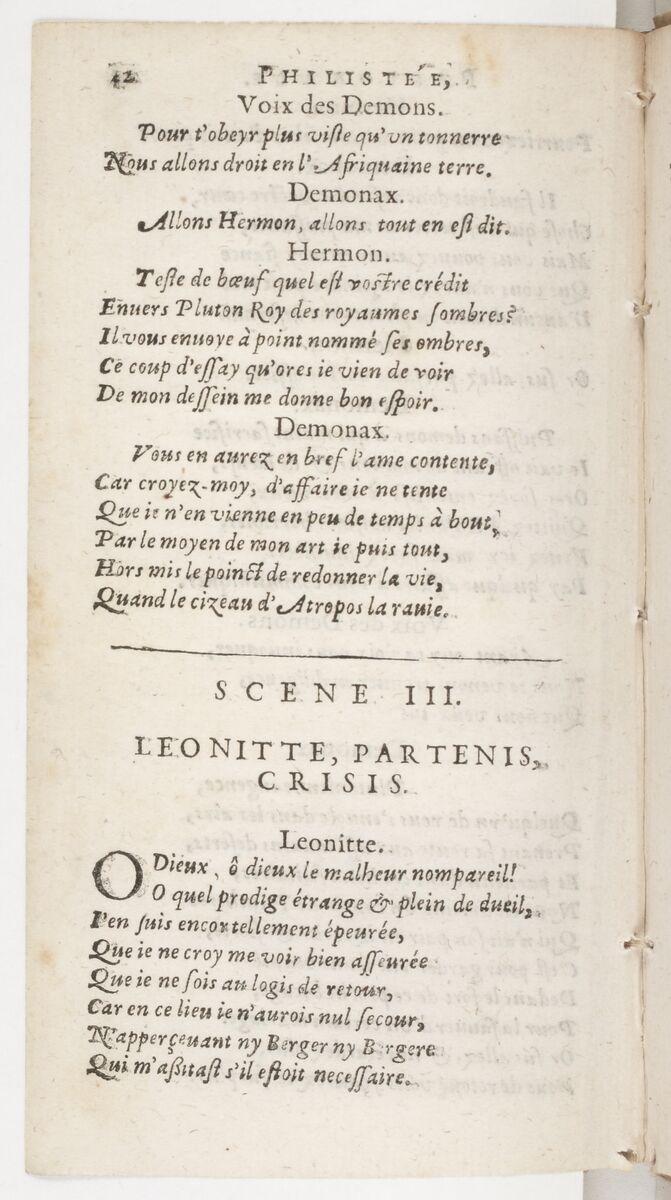 42 PHILISTÉE,
Voix des Demons.
Pour t'obeyr plus viste qu'vn tonnerre
Nous allons droit en l'Afriquaine terre.
Demonax.
Allons Hermon, allons tout en est dit.
Hermon.
Teste de bœuf quel est vostre crédit
Enuers Pluton Roy des royaumes sombres?
Il vous enuoye à point nommé ses ombres,
Ce coup d'essay qu'ores ie vien de voir
De mon dessein me donne bon espoir.
Demonax.
Vous en aurez en bref l'ame contente,
Car croyez-moy, d'affaire ie ne tente
Que ie n'en vienne en peu de temps à bout,
Par le moyen de mon art ie puis tout,
Hors mis le poinct de redonner la vie,
Quand le cizeau d'Atropos la rauie.
SCENE III.
LEONITTE, PARTENIS,
CRISIS.
Leonitte.
O Dieux, ô dieux le malheur nompareil!
O quel prodige étrange & plein de dueil,
I'en suis encor tellement épeurée,
Que ie ne croy me voir bien asseurée
Que ie ne sois au logis de retour,
Car en ce lieu ie n'aurois nul secour,
N'apperçeuant ny Berger ny Bergere
Qui m'aßitast s'il estoit necessaire.